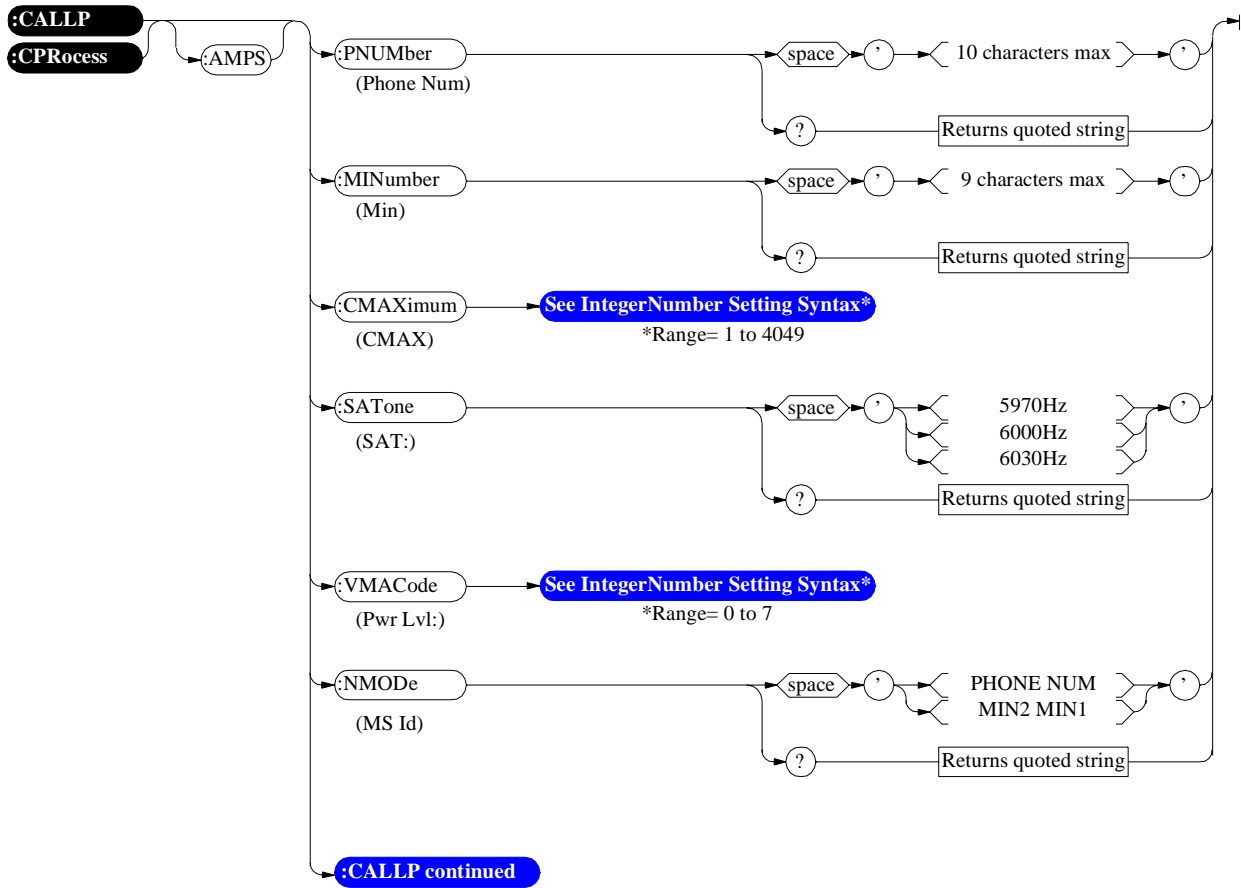 :CALLP
:CPRocess
:AMPS
:PNUMber
(Phone Num)
space ’ 10 characters max ’
? Returns quoted string
:MINumber
(Min)
space ’ 9 characters max ’
? Returns quoted string
:CMAXimum
(CMAX)
See IntegerNumber Setting Syntax*
*Range= 1 to 4049
:SATone
(SAT:)
space ’ 5970Hz ’
6000Hz
6030Hz
? Returns quoted string
:VMACode
(Pwr Lvl:)
See IntegerNumber Setting Syntax*
*Range= 0 to 7
:NMODe
(MS Id)
space ’ PHONE NUM ’
MIN2 MIN1
? Returns quoted string
:CALLP continued